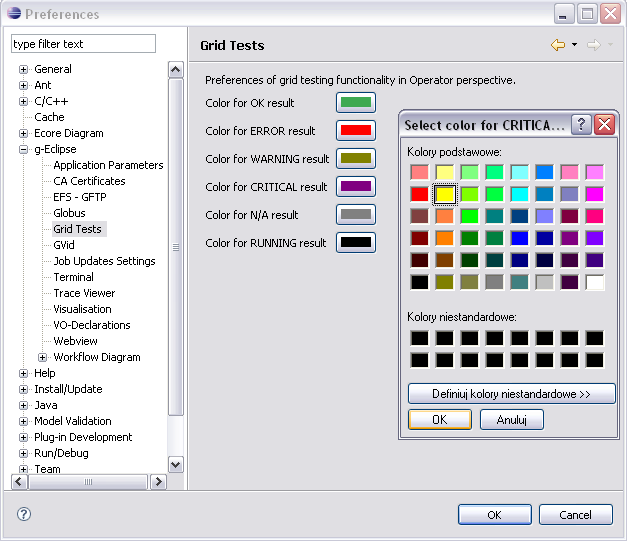 Preferences
type filter text
General
Ant
C/C++
Cache
Ecore Diagram
g-Eclipse
Application Parameters
CA Certificates
EFS - GFTP
Globus
Grid Tests
GVid
Job Updates Settings
Terminal
Trace Viewer
Visualisation
VO-Declarations
Webview
Workflow Diagram
Help
Install/Update
Java
Model Validation
Plug-in Development
Run/Debug
Team
Grid Tests
Preferences of grid testing functionality in Operator perspective.
Color for OK result
Color for ERROR result
Color for WARNING result
Color for CRITICAL result
Color for N/A result
Color for RUNNING result
Select color for CRITICA...
Kolory podstawowe:
Kolory niestandardowe:
Definiuj kolory niestandardowe >>
OK
Anuluj
OK
Cancel